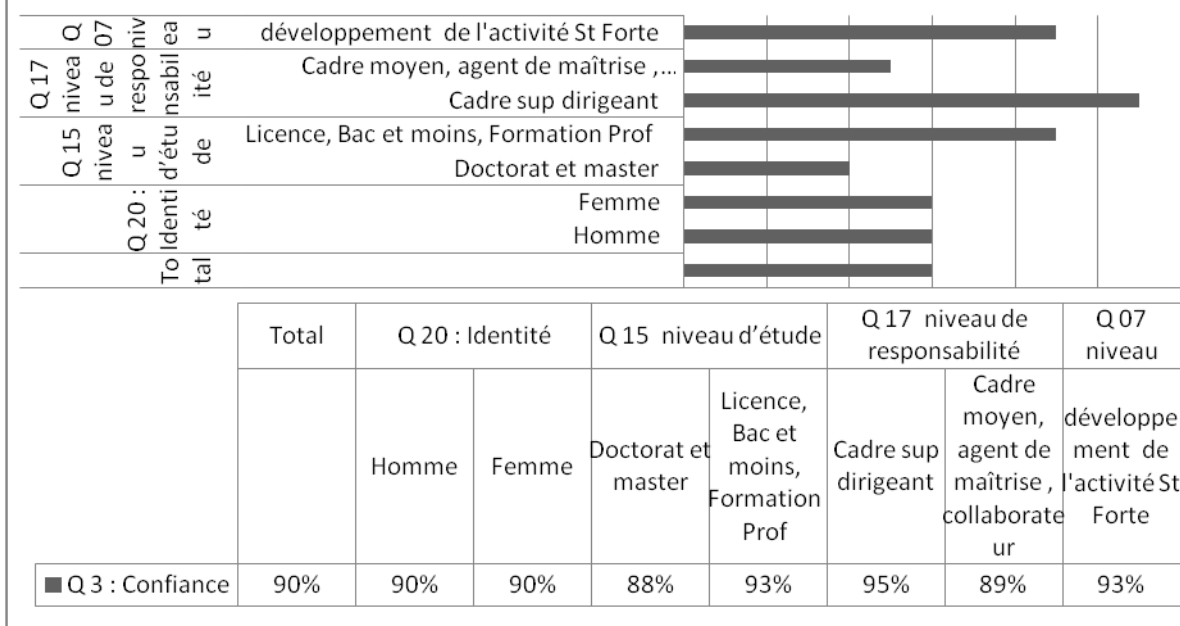 Q 07 niveau
développement de l'activité St Forte
Q 17 niveau de responsabilité
Cadre moyen, agent de maîtrise ,...
Cadre sup dirigeant
Q 15 niveau d'étude
Licence, Bac et moins, Formation Prof
Doctorat et master
Q 20 : Identité
Femme
Homme
Total
Total
Q 20 : Identité
Q 15 niveau d'étude
Q 17 niveau de
responsabilité
Q 07
niveau
Homme
Femme
Doctorat et
master
Licence,
Bac et
moins,
Formation
Prof
Cadre sup
dirigeant
Cadre
moyen,
agent de
maîtrise ,
collaborate
ur
développe
ment de
l'activité St
Forte
Q 3 : Confiance 90% 90% 90% 88% 93% 95% 89% 93%